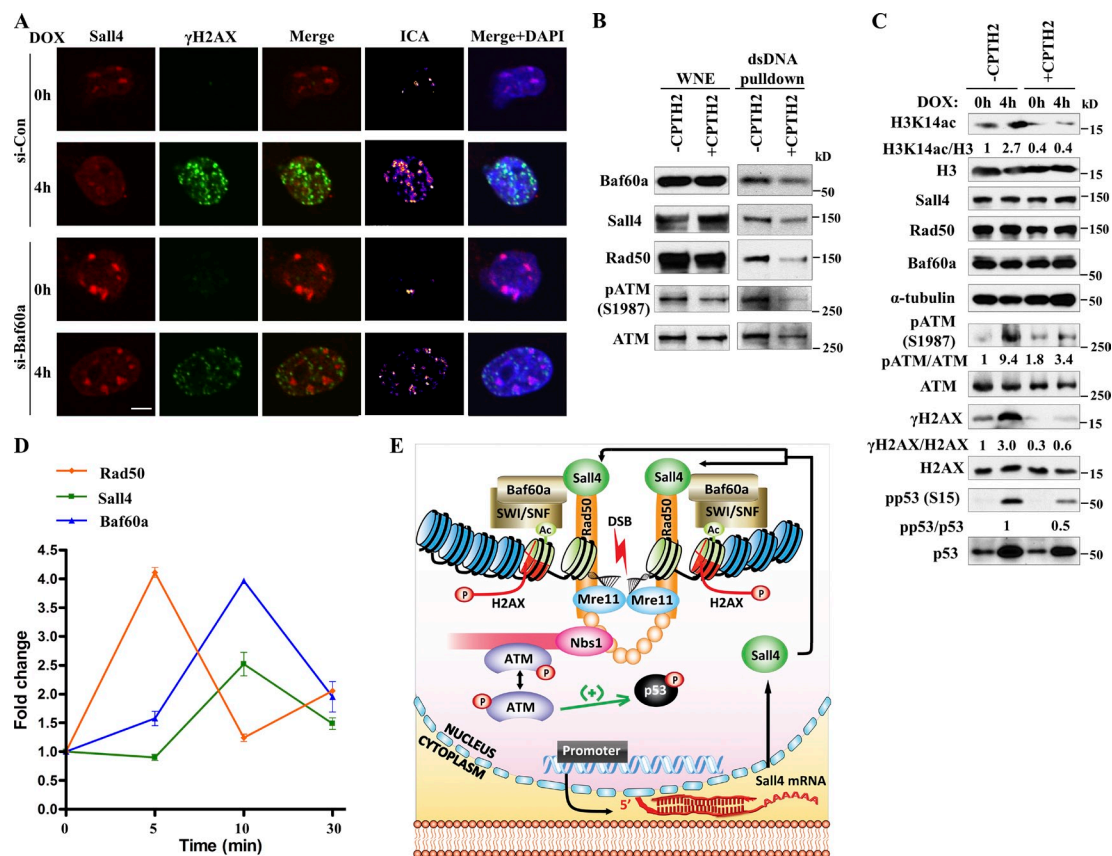 A
DOX Sall4 γH2AX Merge ICA Merge+DAPI
si-Con
0h
4h
si-Baf60a
0h
4h
B
WNE dsDNA pulldown
-CPTH2 +CPTH2 -CPTH2 +CPTH2
kD
Baf60a 50
Sall4 150
Rad50 150
pATM (S1987) 250
ATM 250
C
-CPTH2 +CPTH2
DOX: 0h 4h 0h 4h kD
H3K14ac 15
H3K14ac/H3 1 2.7 0.4 0.4
H3 15
Sall4 150
Rad50 150
Baf60a 50
α-tubulin 50
pATM (S1987) 250
pATM/ATM 1 9.4 1.8 3.4
ATM 250
γH2AX 15
γH2AX/H2AX 1 3.0 0.3 0.6
H2AX 15
pp53 (S15) 50
pp53/p53 1 0.5
p53 50
D
Rad50
Sall4
Baf60a
Fold change
4.5
4.0
3.5
3.0
2.5
2.0
1.5
1.0
0.5
0.0
0 5 10 30
Time (min)
E
Sall4 Sall4
Baf60a Baf60a
SWI/SNF SWI/SNF
Rad50 Rad50
DSB
Ac Ac
P P
H2AX H2AX
Mre11 Mre11
Nbs1
ATM P
P ATM
(+)
p53 P
Sall4
NUCLEUS
CYTOPLASM
Promoter
Sall4 mRNA
5'